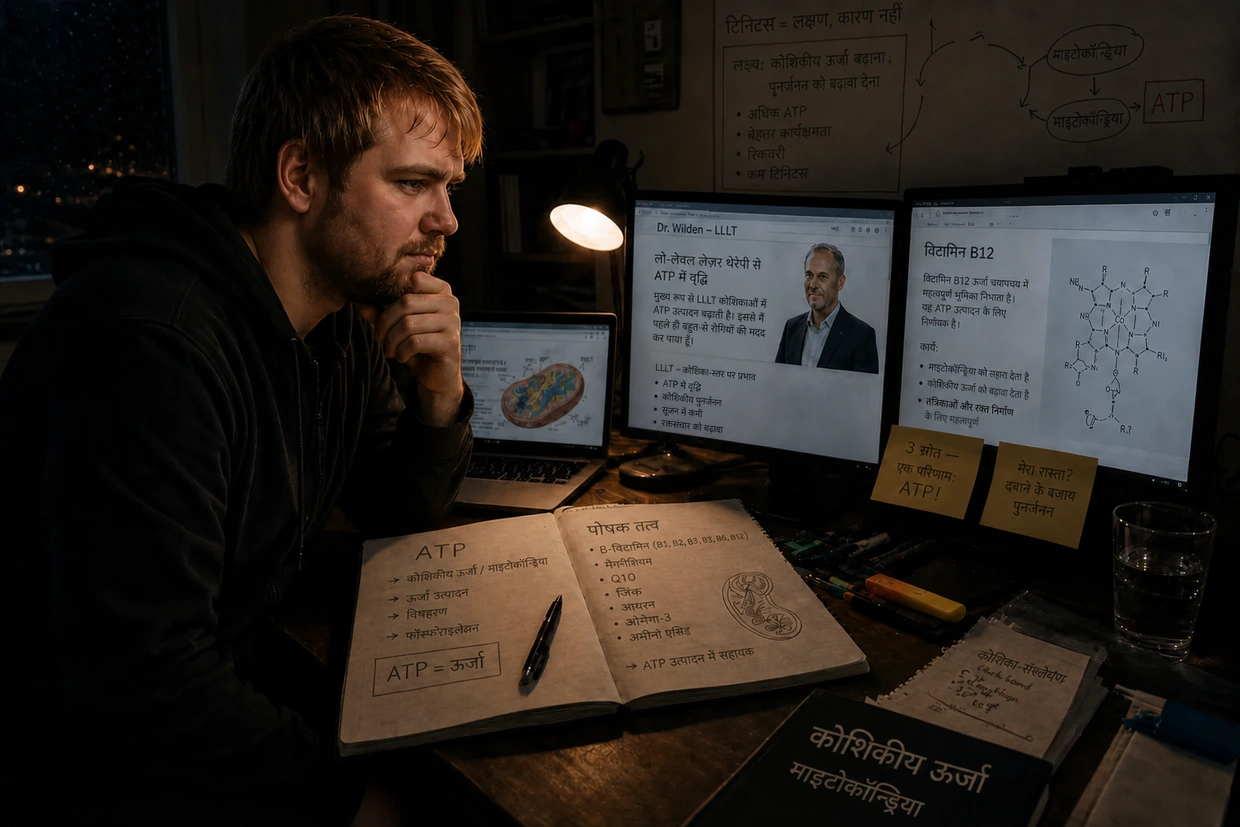 टिनिटस = लक्षण, कारण नहीं
लक्ष्य: कोशिकीय ऊर्जा बढ़ाना;
पुनर्जनन को बढ़ावा देना
• अधिक ATP
• बेहतर कार्यक्षमता
• रिकवरी
• कम टिनिटस
माइटोकॉन्ड्रिया
माइटोकॉन्ड्रिया
ATP
Dr. Wilden – LLLT
लो-लेवल लेज़र थेरेपी से
ATP में वृद्धि
मुख्य रूप से LLLT कोशिकाओं में
ATP उत्पादन बढ़ाती है। इससे मैं
पहले ही बहुत-से रोगियों की मदद
कर पाया हूँ।
LLLT – कोशिका-स्तर पर प्रभाव
• ATP में वृद्धि
• कोशिकीय पुनर्जनन
• सूजन में कमी
• रक्तसंचार को बढ़ावा
विटामिन B12
विटामिन B12 ऊर्जा चयापचय में
महत्वपूर्ण भूमिका निभाता है।
यह ATP उत्पादन के लिए
निर्णायक है।
कार्य:
• माइटोकॉन्ड्रिया को सहारा देता है
• कोशिकीय ऊर्जा को बढ़ावा देता है
• तंत्रिकाओं और रक्त निर्माण
के लिए महत्वपूर्ण
3 स्रोत —
एक परिणाम:
ATP!
मेरा रास्ता?
दबाने के बजाय
पुनर्जनन
ATP
→ कोशिकीय ऊर्जा / माइटोकॉन्ड्रिया
→ ऊर्जा उत्पादन
→ विषहरण
→ फॉस्फोराइलेशन
ATP = ऊर्जा
पोषक तत्व
• B-विटामिन (B1, B2, B3, B5, B6, B12)
• मैग्नीशियम
• Q10
• जिंक
• आयरन
• ओमेगा-3
• अमीनो एसिड
→ ATP उत्पादन में सहायक
कोशिकीय ऊर्जा
माइटोकॉन्ड्रिया